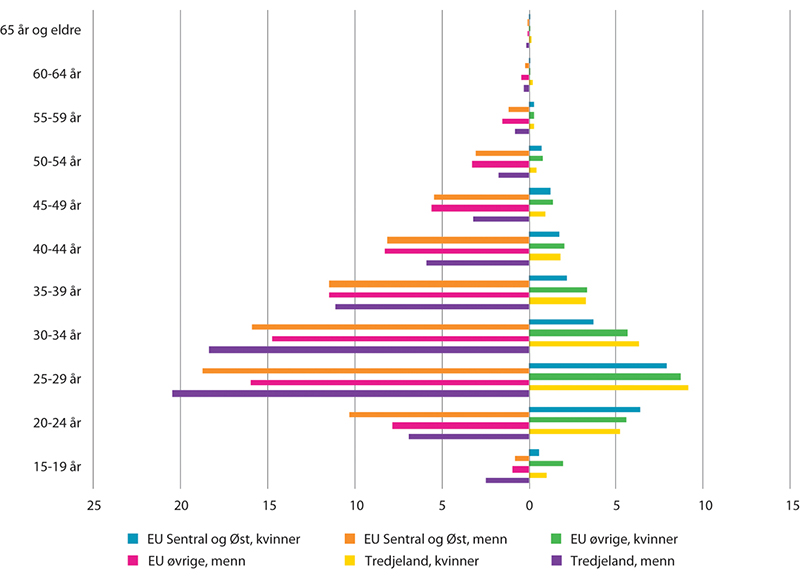 65 år og eldre
60-64 år
55-59 år
50-54 år
45-49 år
40-44 år
35-39 år
30-34 år
25-29 år
20-24 år
15-19 år
25 20 15 10 5 0 5 10 15
EU Sentral og Øst, kvinner EU Sentral og Øst, menn EU øvrige, kvinner
EU øvrige, menn Tredjeland, kvinner Tredjeland, menn